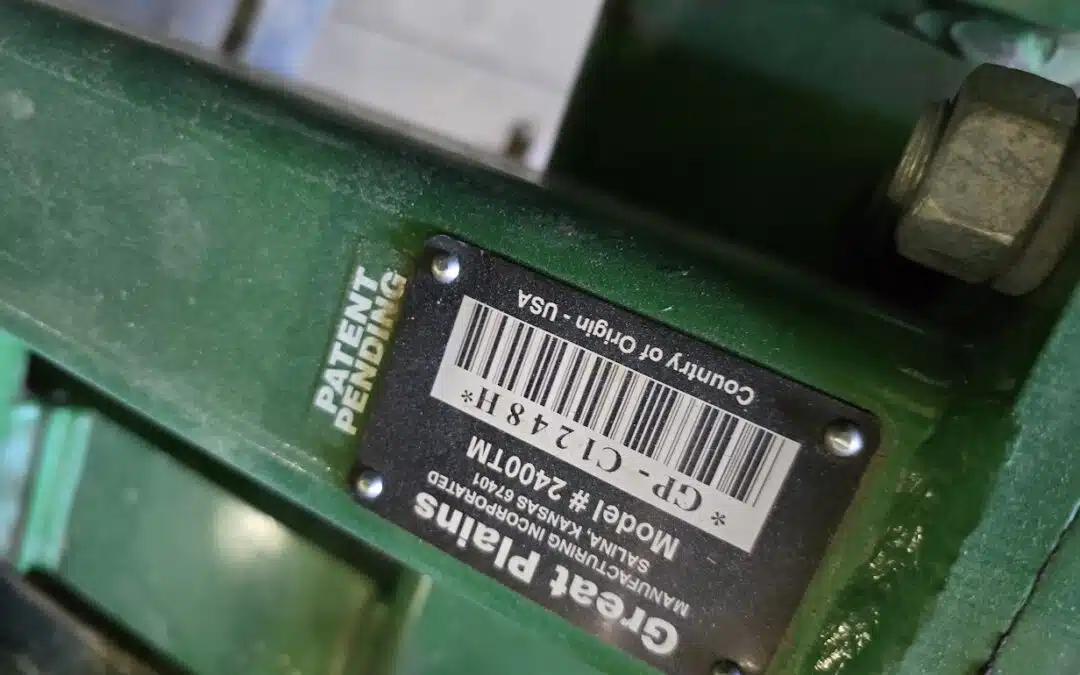 Great Plains
MANUFACTURING INCORPORATED
SALINA, KANSAS 67401
Model # 2400TM
*GP-C1248H*
Country of Origin - USA
PATENT
PENDING